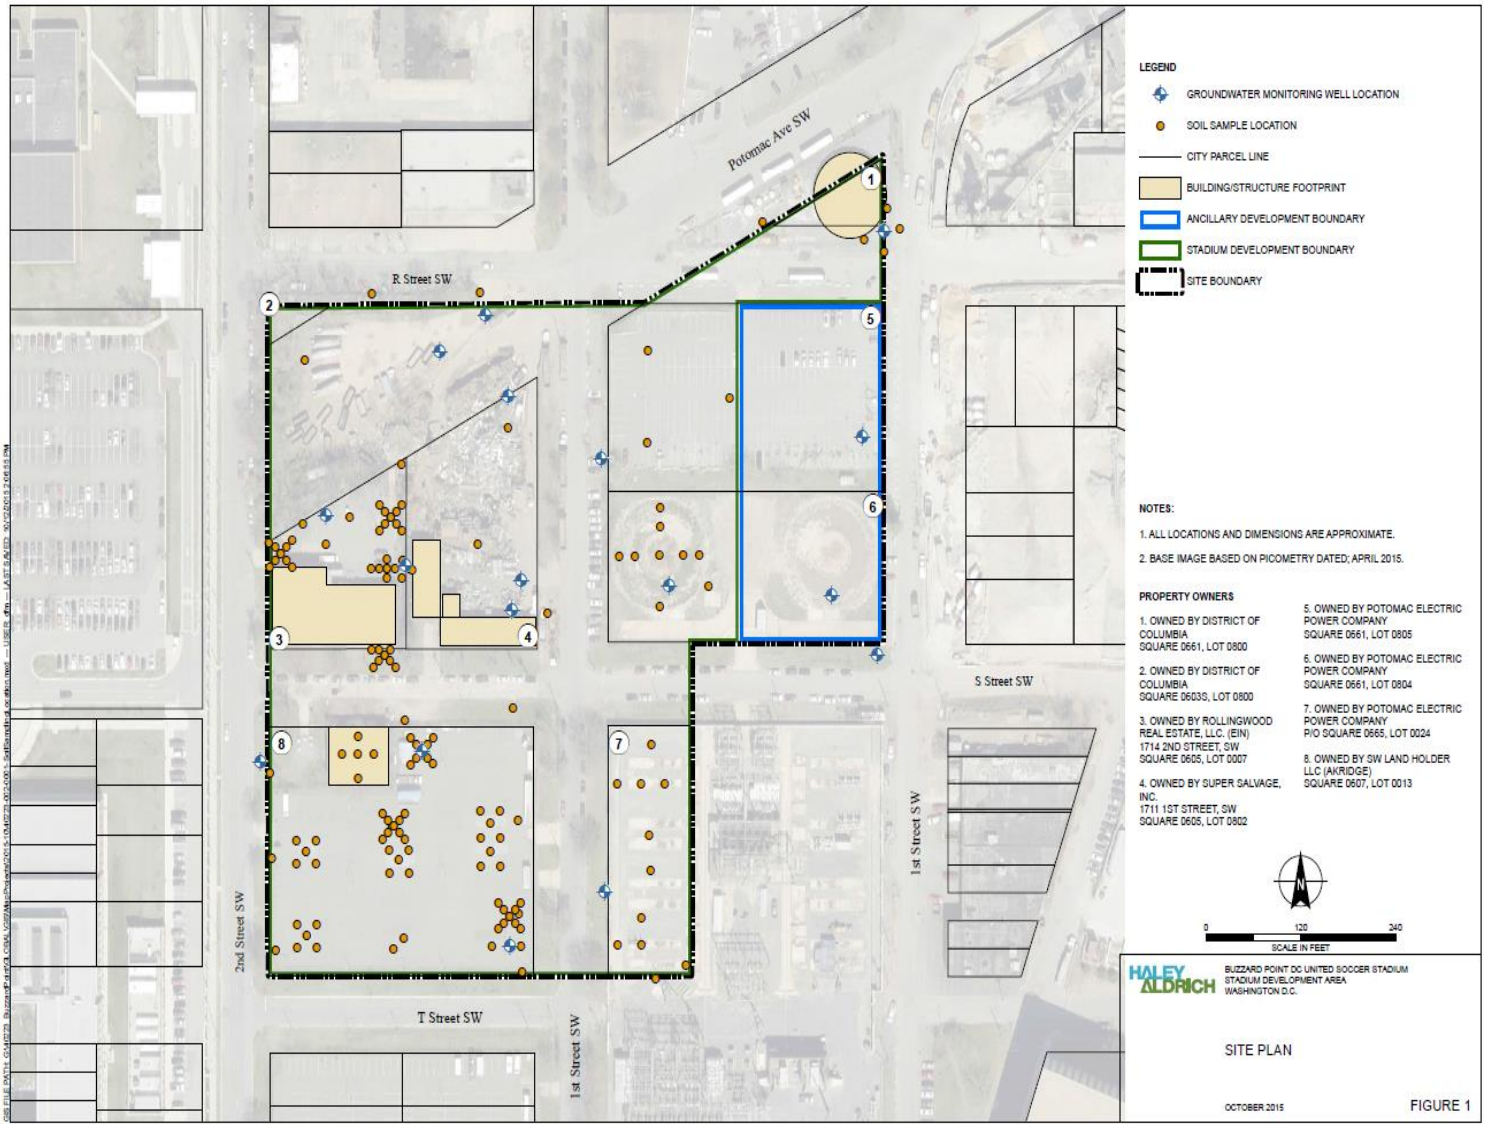 Potomac Ave SW
1
R Street SW
2
5
6
3
4
S Street SW
8
7
1st Street SW
2nd Street SW
T Street SW
1st Street SW
LEGEND
GROUNDWATER MONITORING WELL LOCATION
SOIL SAMPLE LOCATION
CITY PARCEL LINE
BUILDING/STRUCTURE FOOTPRINT
ANCILLARY DEVELOPMENT BOUNDARY
STADIUM DEVELOPMENT BOUNDARY
SITE BOUNDARY
NOTES:
1. ALL LOCATIONS AND DIMENSIONS ARE APPROXIMATE.
2. BASE IMAGE BASED ON PICOMETRY DATED; APRIL 2015.
PROPERTY OWNERS
1. OWNED BY DISTRICT OF
COLUMBIA
SQUARE 0661, LOT 0800
2. OWNED BY DISTRICT OF
COLUMBIA
SQUARE 0603S, LOT 0800
3. OWNED BY ROLLINGWOOD
REAL ESTATE, LLC. (EIN)
1714 2ND STREET, SW
SQUARE 0605, LOT 0007
4. OWNED BY SUPER SALVAGE,
INC.
1711 1ST STREET, SW
SQUARE 0605, LOT 0802
5. OWNED BY POTOMAC ELECTRIC
POWER COMPANY
SQUARE 0661, LOT 0805
6. OWNED BY POTOMAC ELECTRIC
POWER COMPANY
SQUARE 0661, LOT 0804
7. OWNED BY POTOMAC ELECTRIC
POWER COMPANY
P/O SQUARE 0665, LOT 0024
8. OWNED BY SW LAND HOLDER
LLC (AKRIDGE)
SQUARE 0607, LOT 0013
N
0 120 240
SCALE IN FEET
HALEY
ALDRICH
BUZZARD POINT DC UNITED SOCCER STADIUM
STADIUM DEVELOPMENT AREA
WASHINGTON D.C.
SITE PLAN
OCTOBER 2015
FIGURE 1